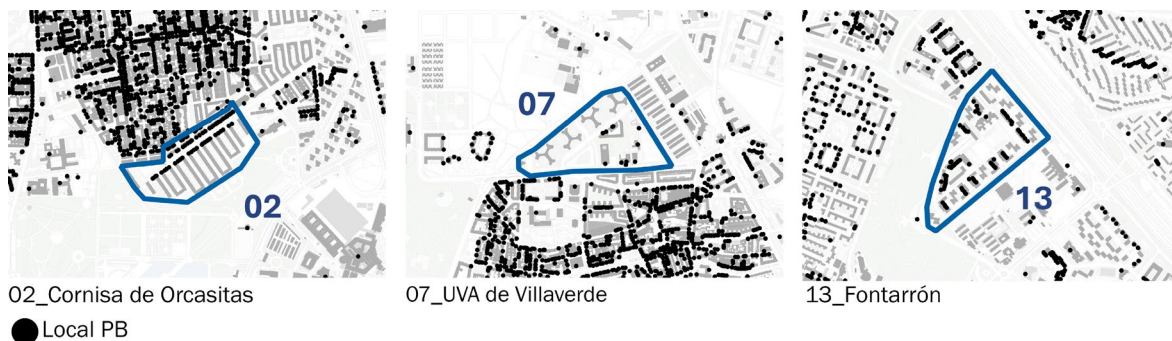 02
07
13
02_Cornisa de Orcasitas
07_UVA de Villaverde
13_Fontarrón
Local PB